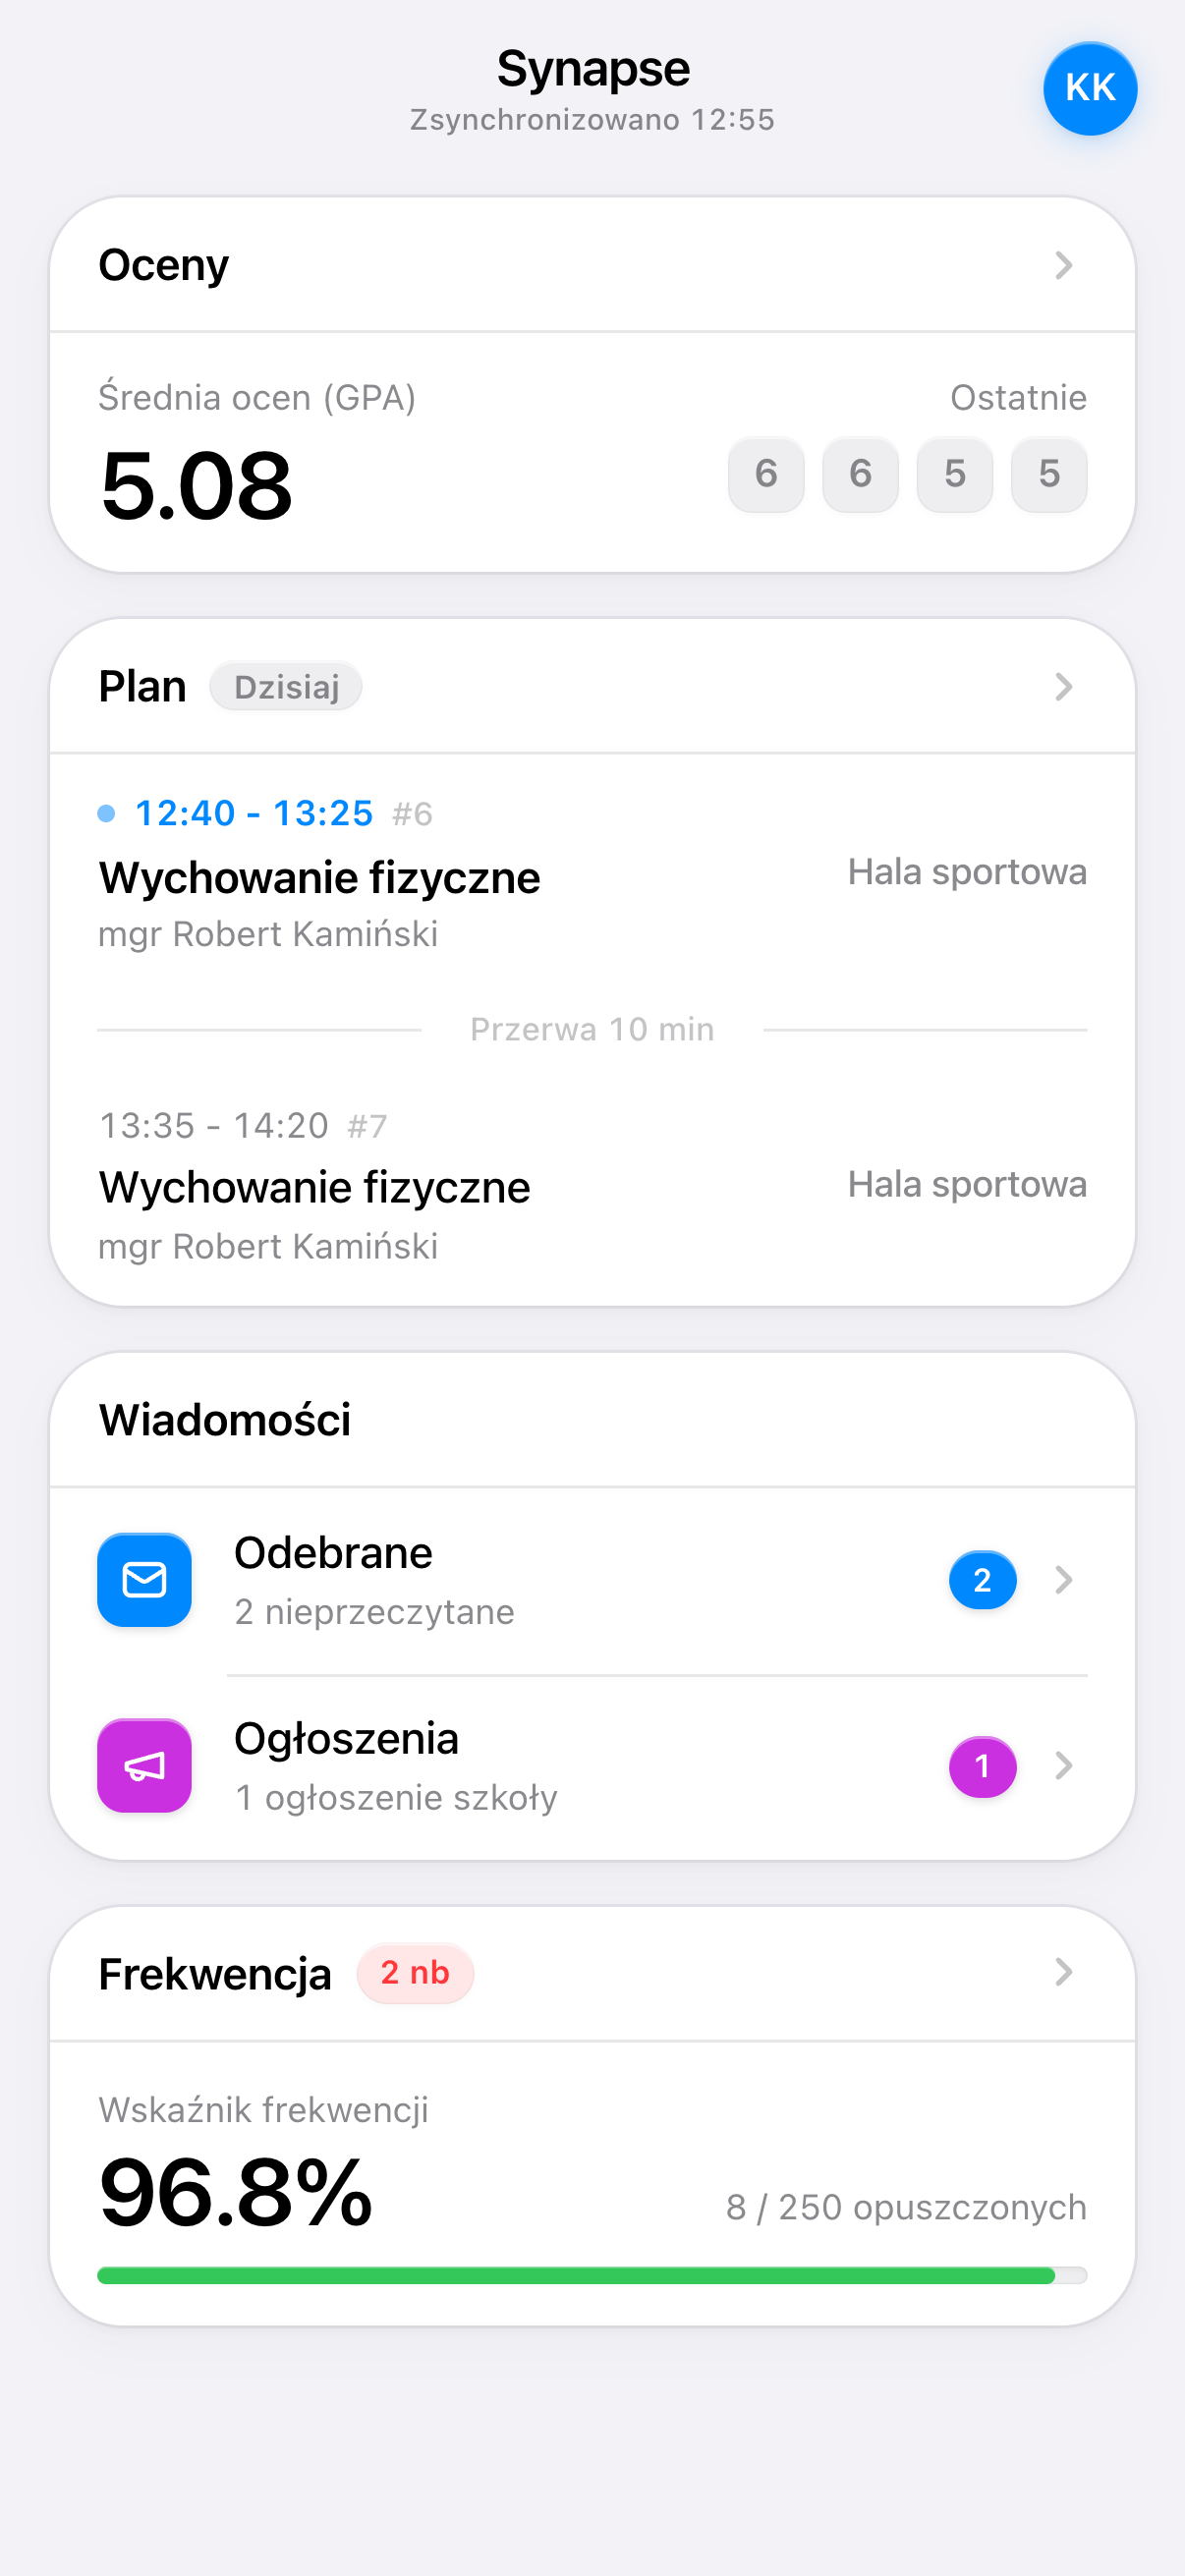 Synapse
Zsynchronizowano 12:55
KK
Oceny
Średnia ocen (GPA)
Ostatnie
5.08
6 6 5 5
Plan Dzisiaj
12:40 - 13:25 #6
Wychowanie fizyczne
Hala sportowa
mgr Robert Kamiński
Przerwa 10 min
13:35 - 14:20 #7
Wychowanie fizyczne
Hala sportowa
mgr Robert Kamiński
Wiadomości
Odebrane
2 nieprzeczytane
2
Ogłoszenia
1 ogłoszenie szkoły
1
Frekwencja 2 nb
Wskaźnik frekwencji
96.8%
8 / 250 opuszczonych